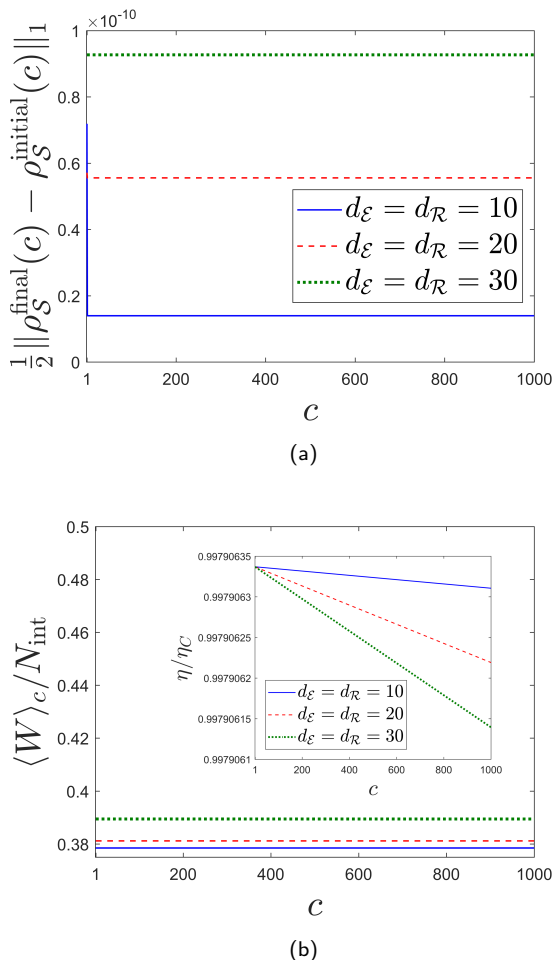 ×10⁻¹⁰
½||ρ_𝒮^final(c) − ρ_𝒮^initial(c)||₁
1
0.8
0.6
0.4
0.2
0
d_ℰ = d_ℛ = 10
d_ℰ = d_ℛ = 20
d_ℰ = d_ℛ = 30
1 200 400 600 800 1000
c
(a)
⟨W⟩_c/N_int
0.5
0.48
0.46
0.44
0.42
0.4
0.38
η/η_C
0.99790635
0.9979063
0.99790625
0.9979062
0.99790615
0.9979061
d_ℰ = d_ℛ = 10
d_ℰ = d_ℛ = 20
d_ℰ = d_ℛ = 30
1 200 400 600 800 1000
c
1 200 400 600 800 1000
c
(b)